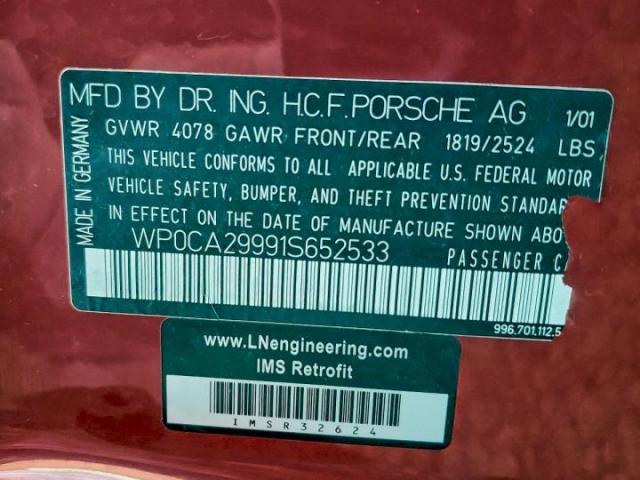 MADE IN GERMANY
MFD BY DR. ING. H.C.F.PORSCHE AG 1/01
GVWR 4078 GAWR FRONT/REAR 1819/2524 LBS
THIS VEHICLE CONFORMS TO ALL APPLICABLE U.S. FEDERAL MOTOR
VEHICLE SAFETY, BUMPER, AND THEFT PREVENTION STANDAR
IN EFFECT ON THE DATE OF MANUFACTURE SHOWN ABO
WP0CA29991S652533 PASSENGER C
996.701.112.5
www.LNengineering.com
IMS Retrofit
IMSR32624